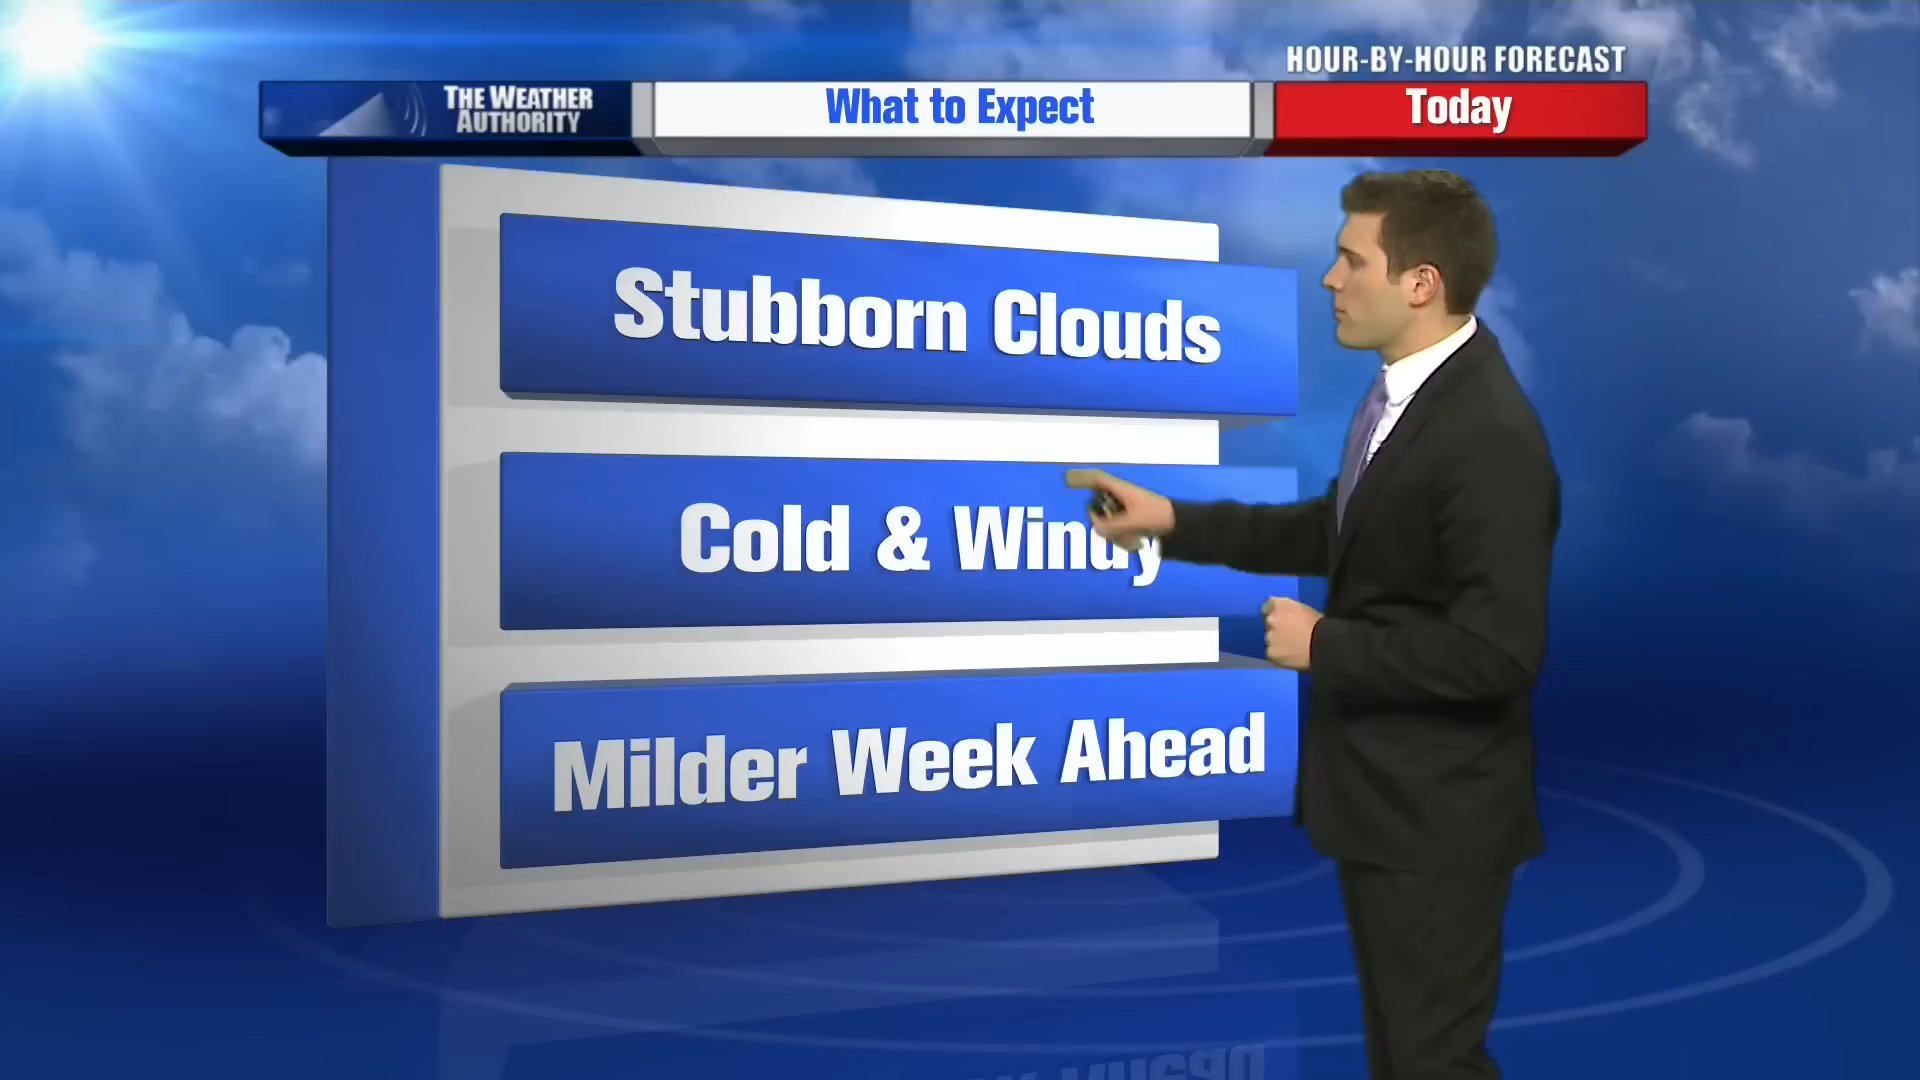 HOUR-BY-HOUR FORECAST
THE WEATHER
AUTHORITY
What to Expect
Today
Stubborn Clouds
Cold & Windy
Milder Week Ahead